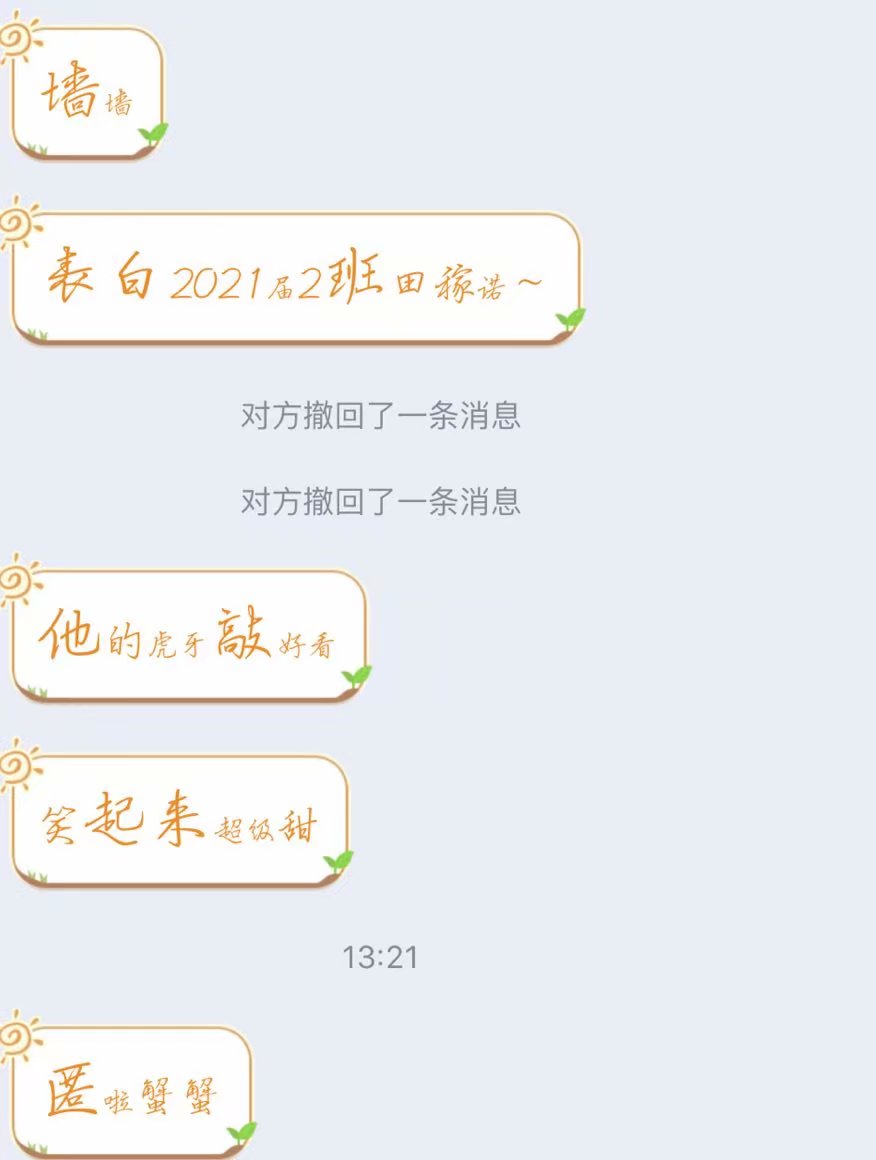 墙墙
表白2021届2班田稼诺～
对方撤回了一条消息
对方撤回了一条消息
他的虎牙敲好看
笑起来超级甜
13:21
匿啦蟹蟹